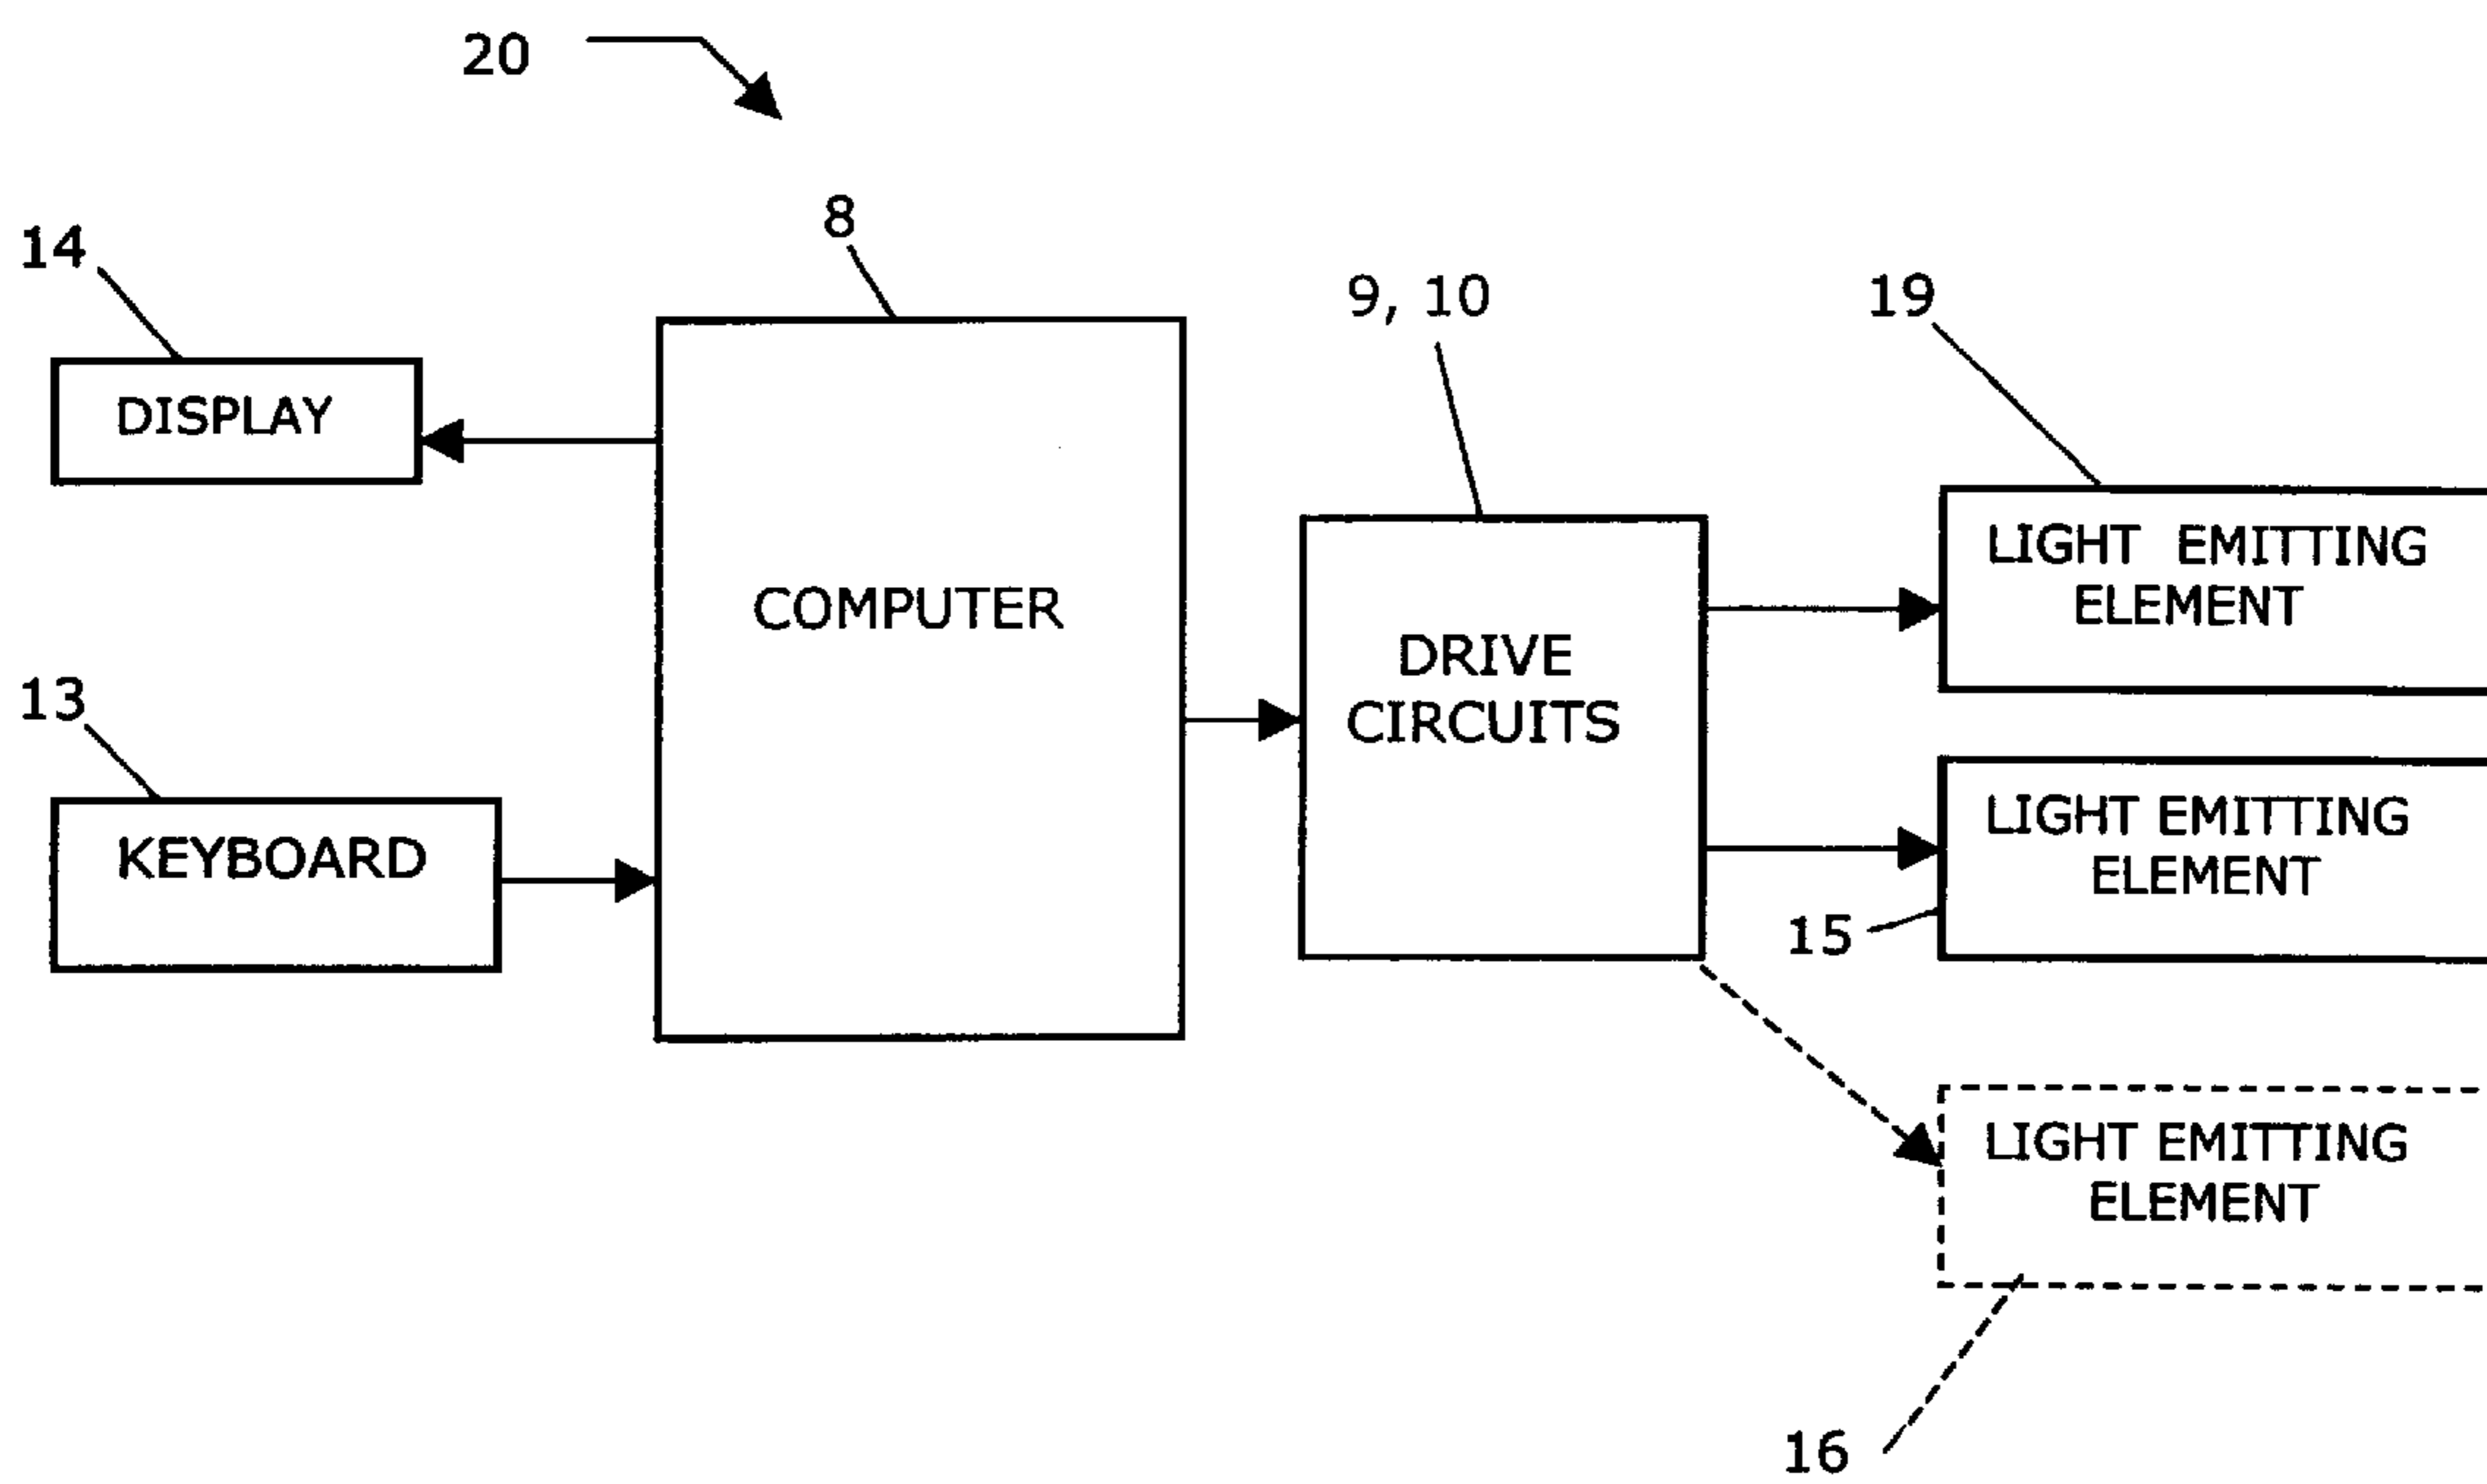 20
8
14
9, 10
19
DISPLAY
LIGHT EMITTING
ELEMENT
COMPUTER
DRIVE
CIRCUITS
13
KEYBOARD
LIGHT EMITTING
ELEMENT
15
LIGHT EMITTING
ELEMENT
16